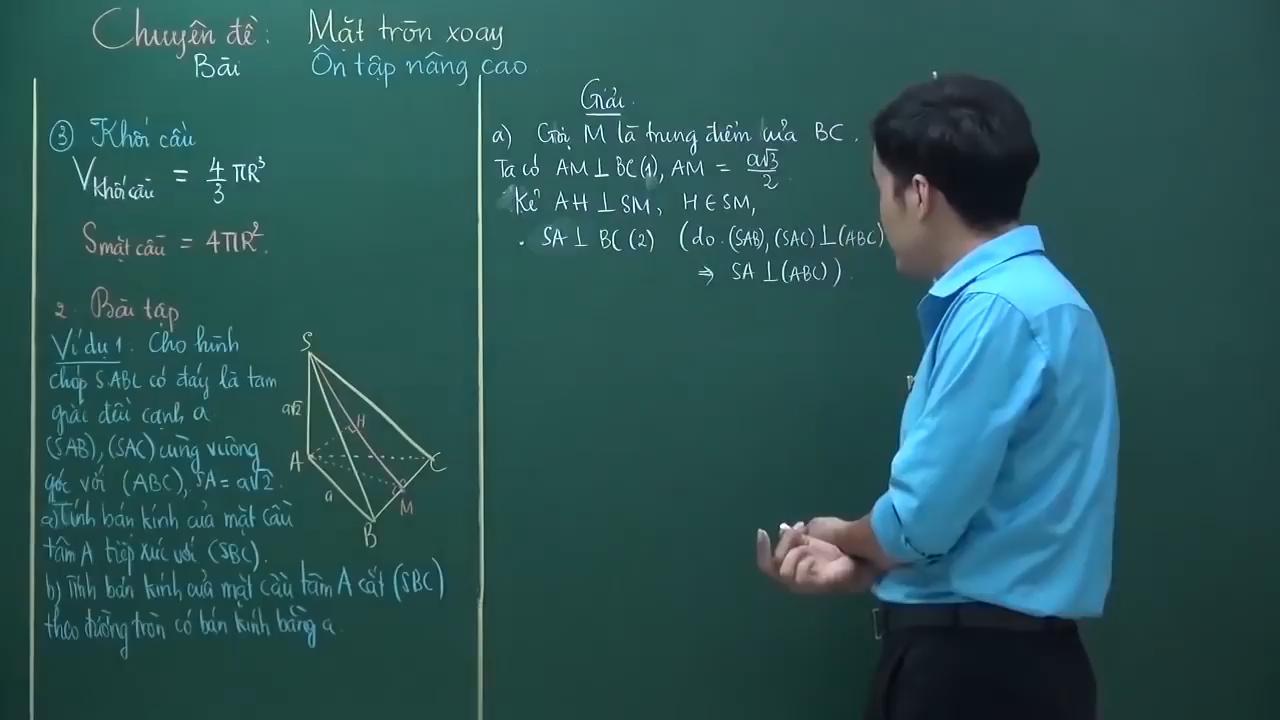 Chuyên đề: Mặt tròn xoay
Bài Ôn tập nâng cao
③ Khối cầu
V khối cầu = 4/3 πR³
S mặt cầu = 4πR².
2. Bài tập
Ví dụ 1. Cho hình
chóp S.ABC có đáy là tam
giác đều cạnh a
(SAB), (SAC) cùng vuông
góc với (ABC), SA = a√2.
a) Tính bán kính của mặt cầu
tâm A tiếp xúc với (SBC).
b) Tính bán kính của mặt cầu tâm A cắt (SBC)
theo đường tròn có bán kính bằng a.
S
a√2
H
A
C
a
M
B
Giải.
a) Gọi M là trung điểm của BC.
Ta có AM ⊥ BC (1), AM = a√3/2.
Kẻ AH ⊥ SM, H ∈ SM,
. SA ⊥ BC (2) (do (SAB), (SAC) ⊥ (ABC)
⇒ SA ⊥ (ABC)).